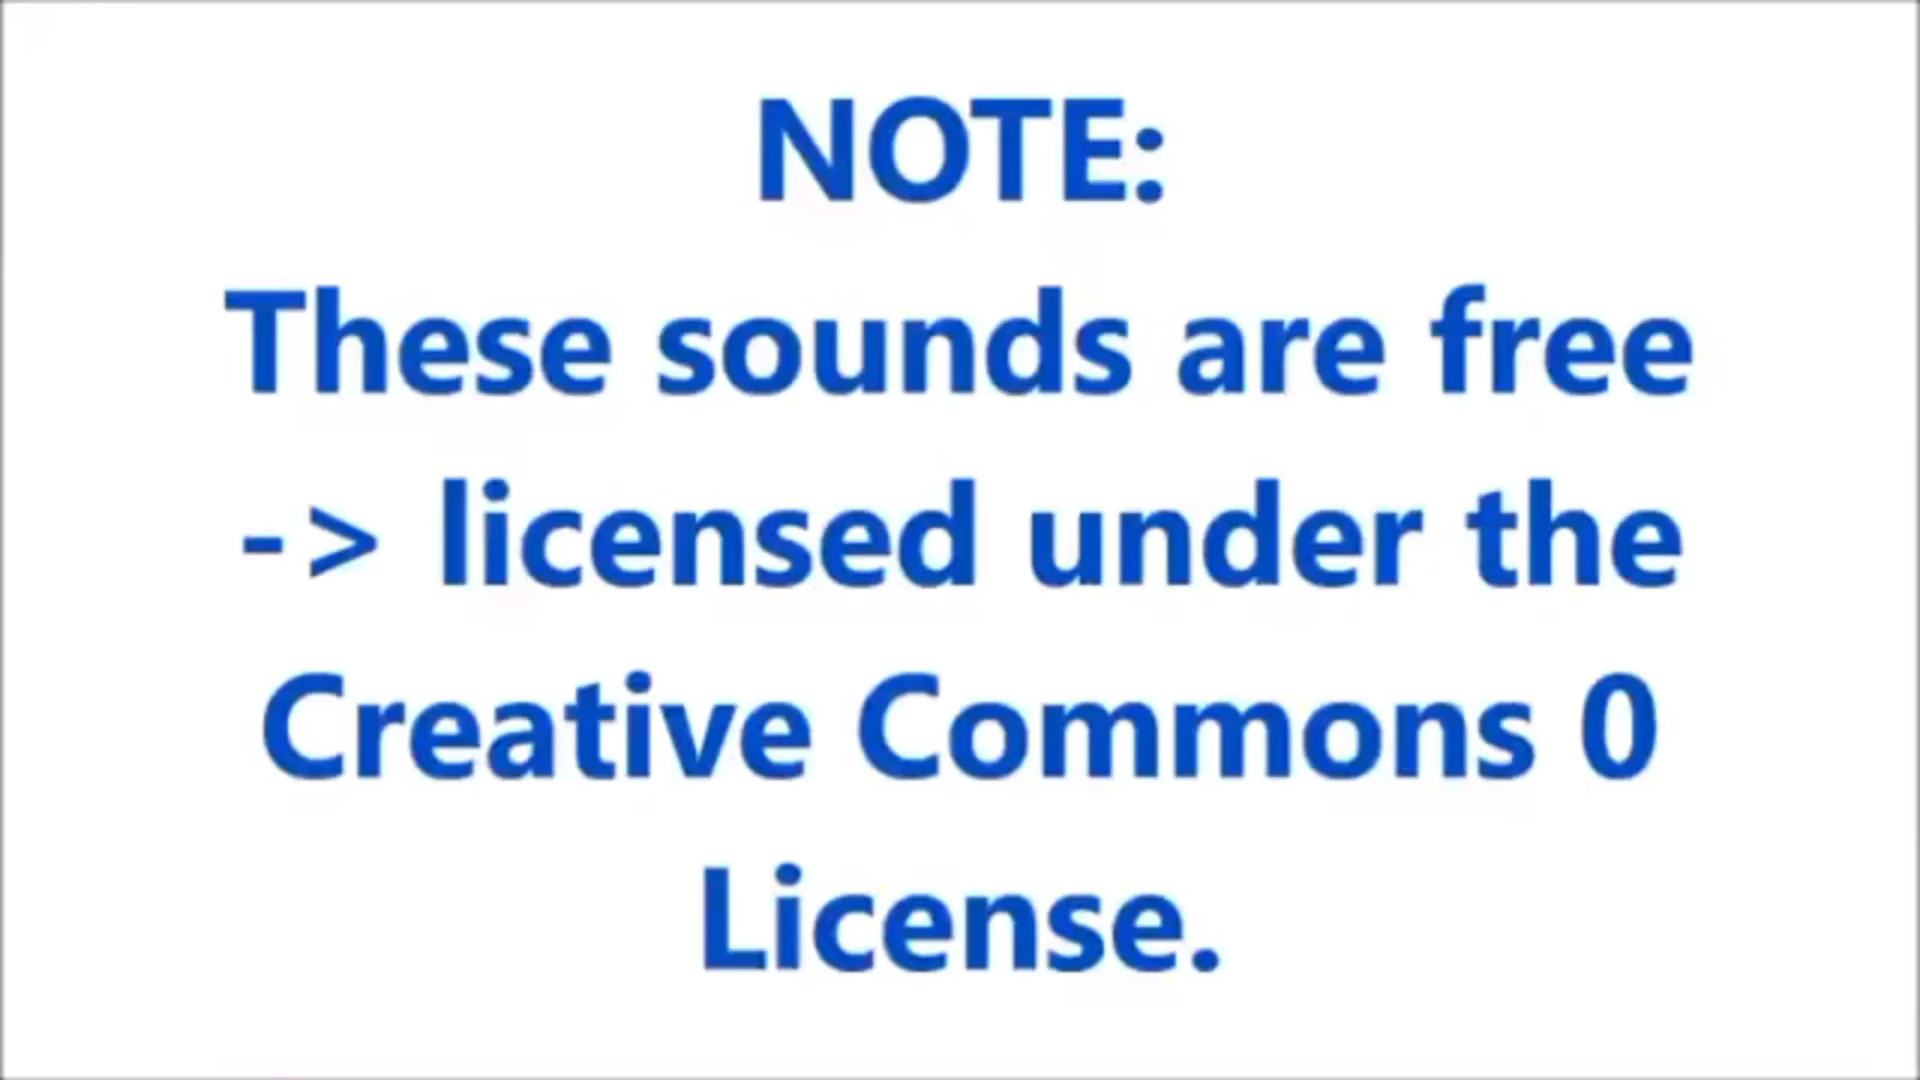 NOTE:
These sounds are free
-> licensed under the
Creative Commons 0
License.